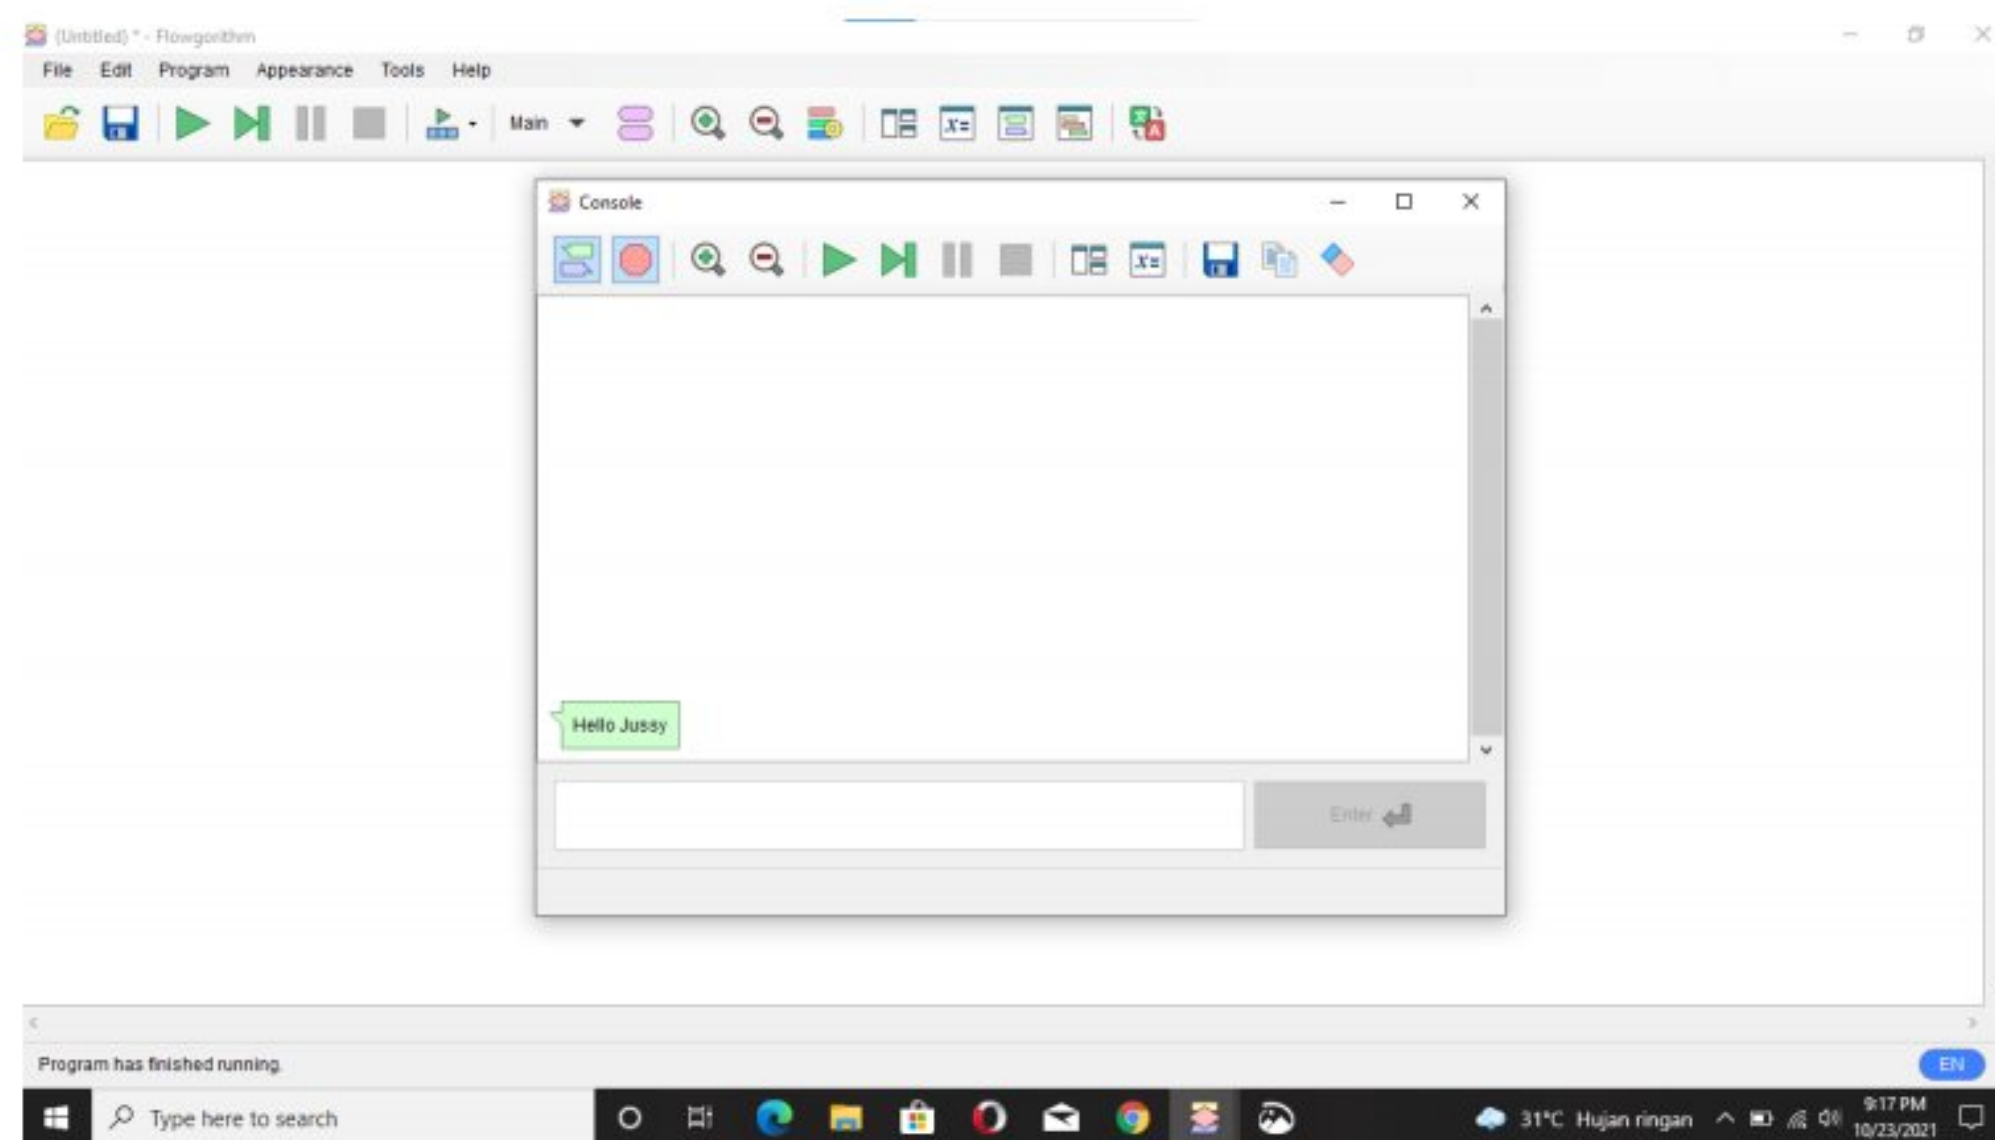 (Untitled) * - Flowgorithm
File Edit Program Appearance Tools Help
Main
Console
x=
Hello Jussy
Enter
Program has finished running.
EN
Type here to search
31°C Hujan ringan
9:17 PM
10/23/2021